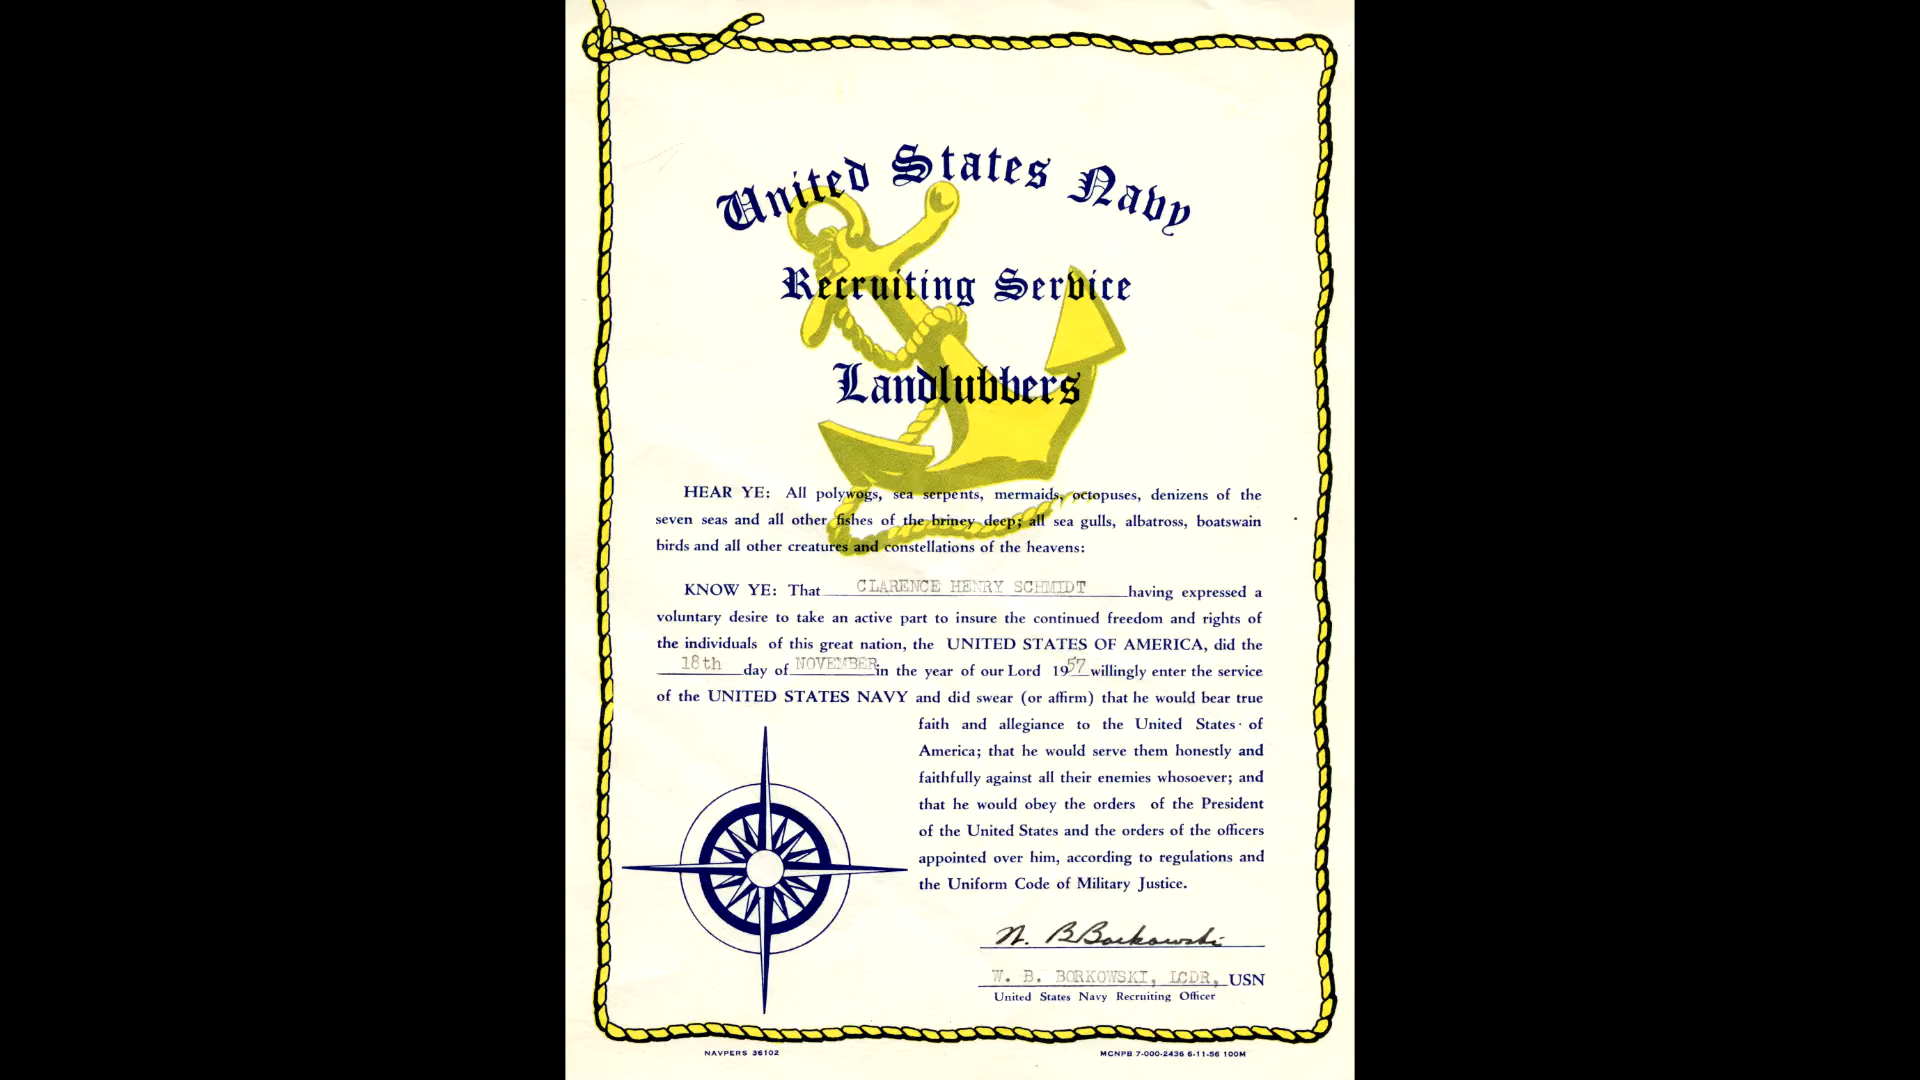 United States Navy
Recruiting Service
Landlubbers
HEAR YE: All polywogs, sea serpents, mermaids, octopuses, denizens of the
seven seas and all other fishes of the briney deep; all sea gulls, albatross, boatswain
birds and all other creatures and constellations of the heavens:
KNOW YE: That CLARENCE HENRY SCHMIDT having expressed a
voluntary desire to take an active part to insure the continued freedom and rights of
the individuals of this great nation, the UNITED STATES OF AMERICA, did the
18th day of NOVEMBER in the year of our Lord 1957 willingly enter the service
of the UNITED STATES NAVY and did swear (or affirm) that he would bear true
faith and allegiance to the United States of
America; that he would serve them honestly and
faithfully against all their enemies whosoever; and
that he would obey the orders of the President
of the United States and the orders of the officers
appointed over him, according to regulations and
the Uniform Code of Military Justice.
W. B Borkowski
W. B. BORKOWSKI, LCDR, USN
United States Navy Recruiting Officer
NAVPERS 36102
MCNPB 7-000-2436 6-11-56 100M